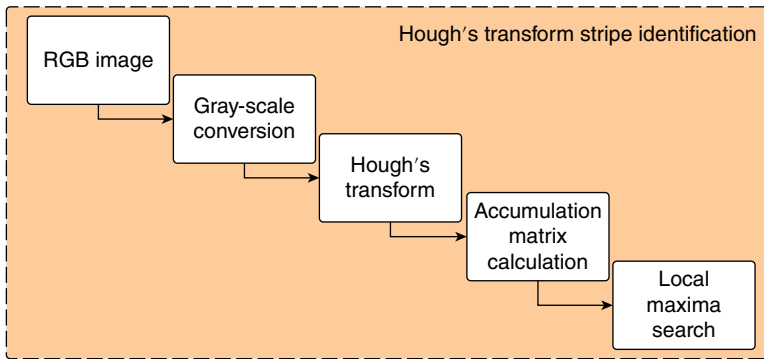 Hough′s transform stripe identification
RGB image
Gray-scale
conversion
Hough′s
transform
Accumulation
matrix
calculation
Local
maxima
search